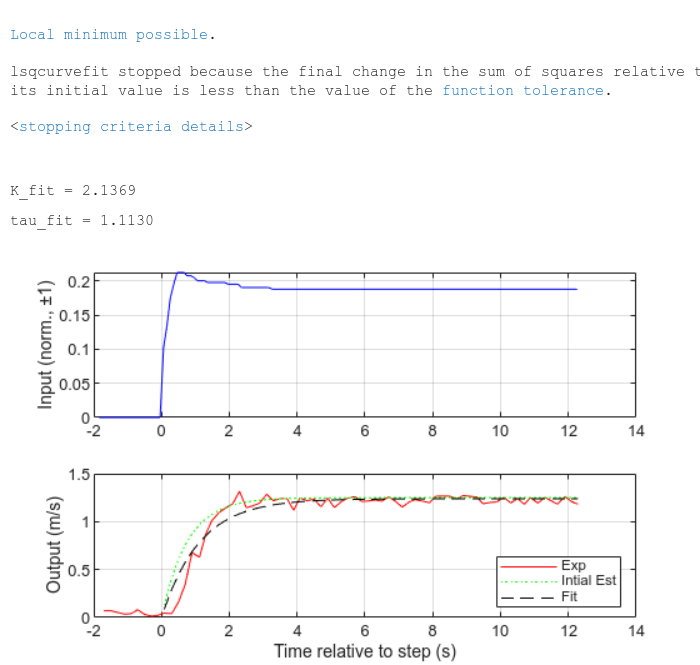 Local minimum possible.
lsqcurvefit stopped because the final change in the sum of squares relative t
its initial value is less than the value of the function tolerance.
<stopping criteria details>
K_fit = 2.1369
tau_fit = 1.1130
Input (norm., ±1)
0.2
0.15
0.1
0.05
0
-2 0 2 4 6 8 10 12 14
Output (m/s)
1.5
1
0.5
0
Exp
Intial Est
Fit
-2 0 2 4 6 8 10 12 14
Time relative to step (s)